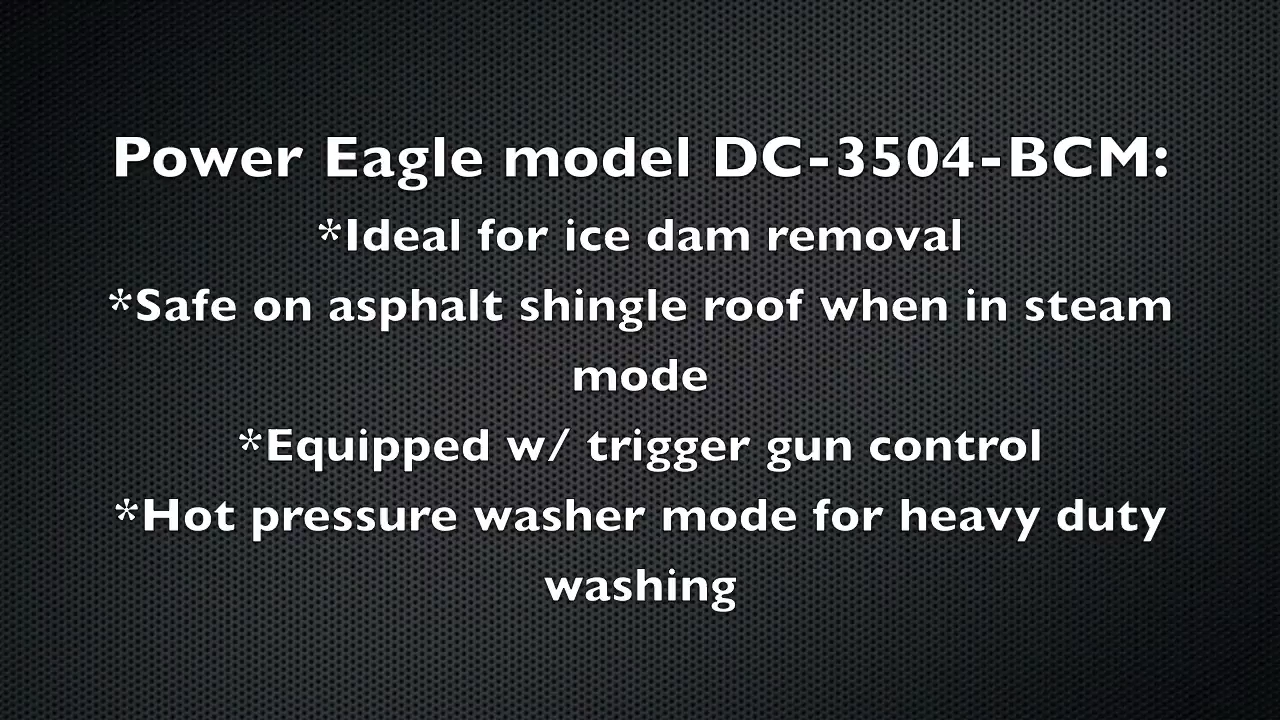 Power Eagle model DC-3504-BCM:
*Ideal for ice dam removal
*Safe on asphalt shingle roof when in steam
mode
*Equipped w/ trigger gun control
*Hot pressure washer mode for heavy duty
washing